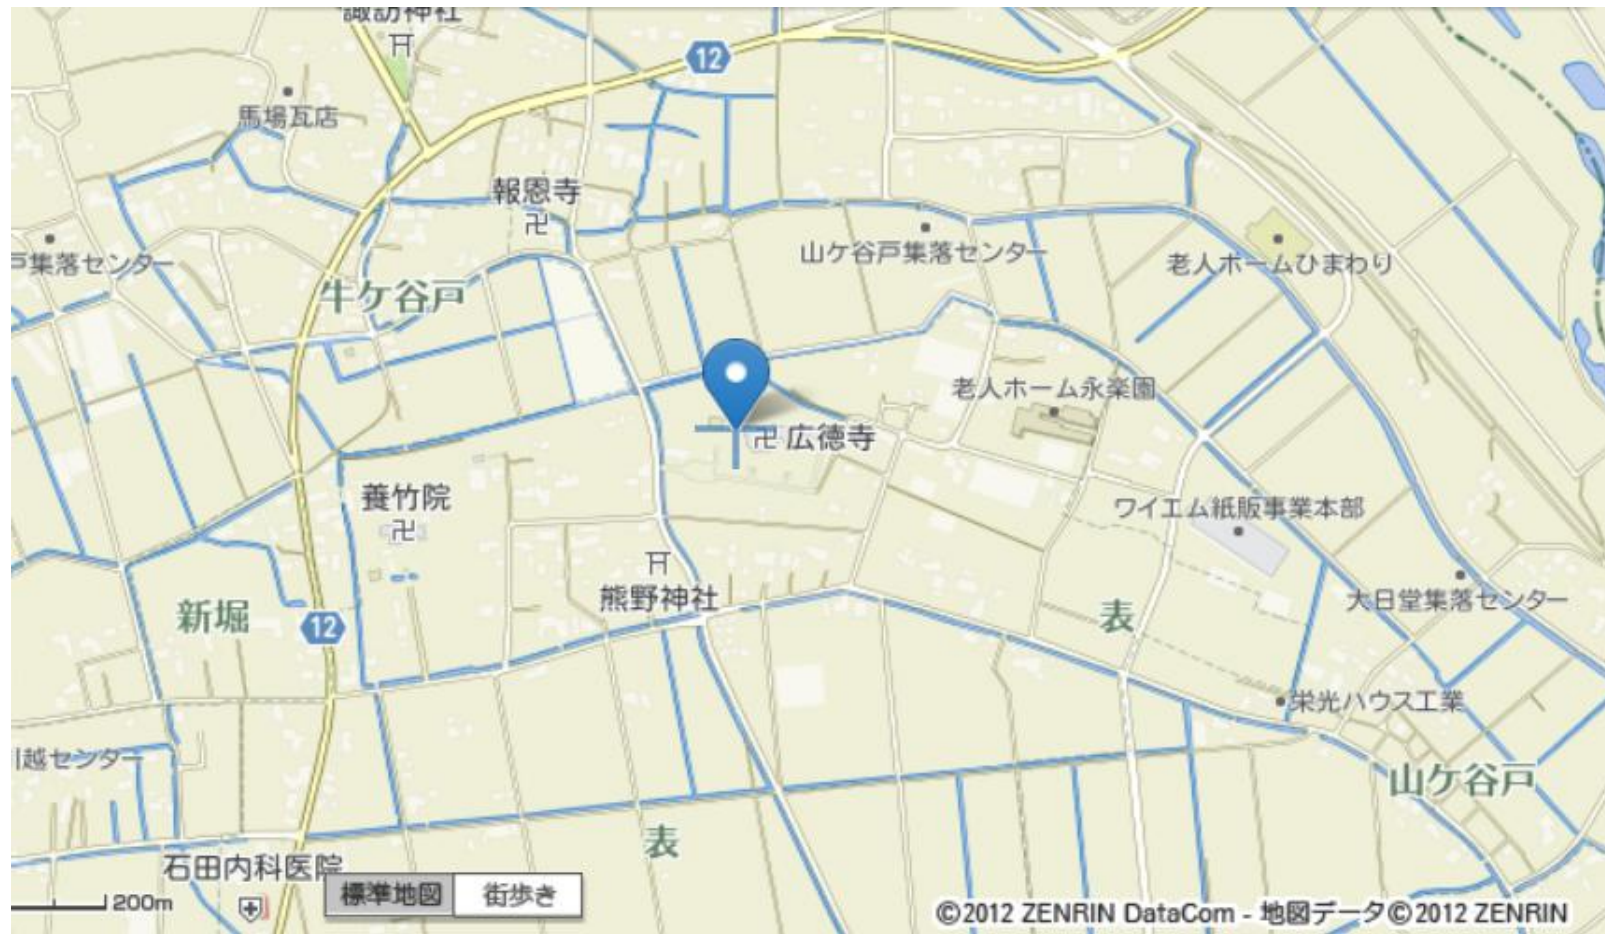 諏訪神社
12
馬場瓦店
報恩寺
山ケ谷戸集落センター
老人ホームひまわり
戸集落センター
牛ケ谷戸
老人ホーム永楽園
広徳寺
養竹院
ワイエム紙販事業本部
熊野神社
大日堂集落センター
新堀
12
表
栄光ハウス工業
川越センター
山ケ谷戸
表
石田内科医院
標準地図
街歩き
200m
©2012 ZENRIN DataCom - 地図データ©2012 ZENRIN